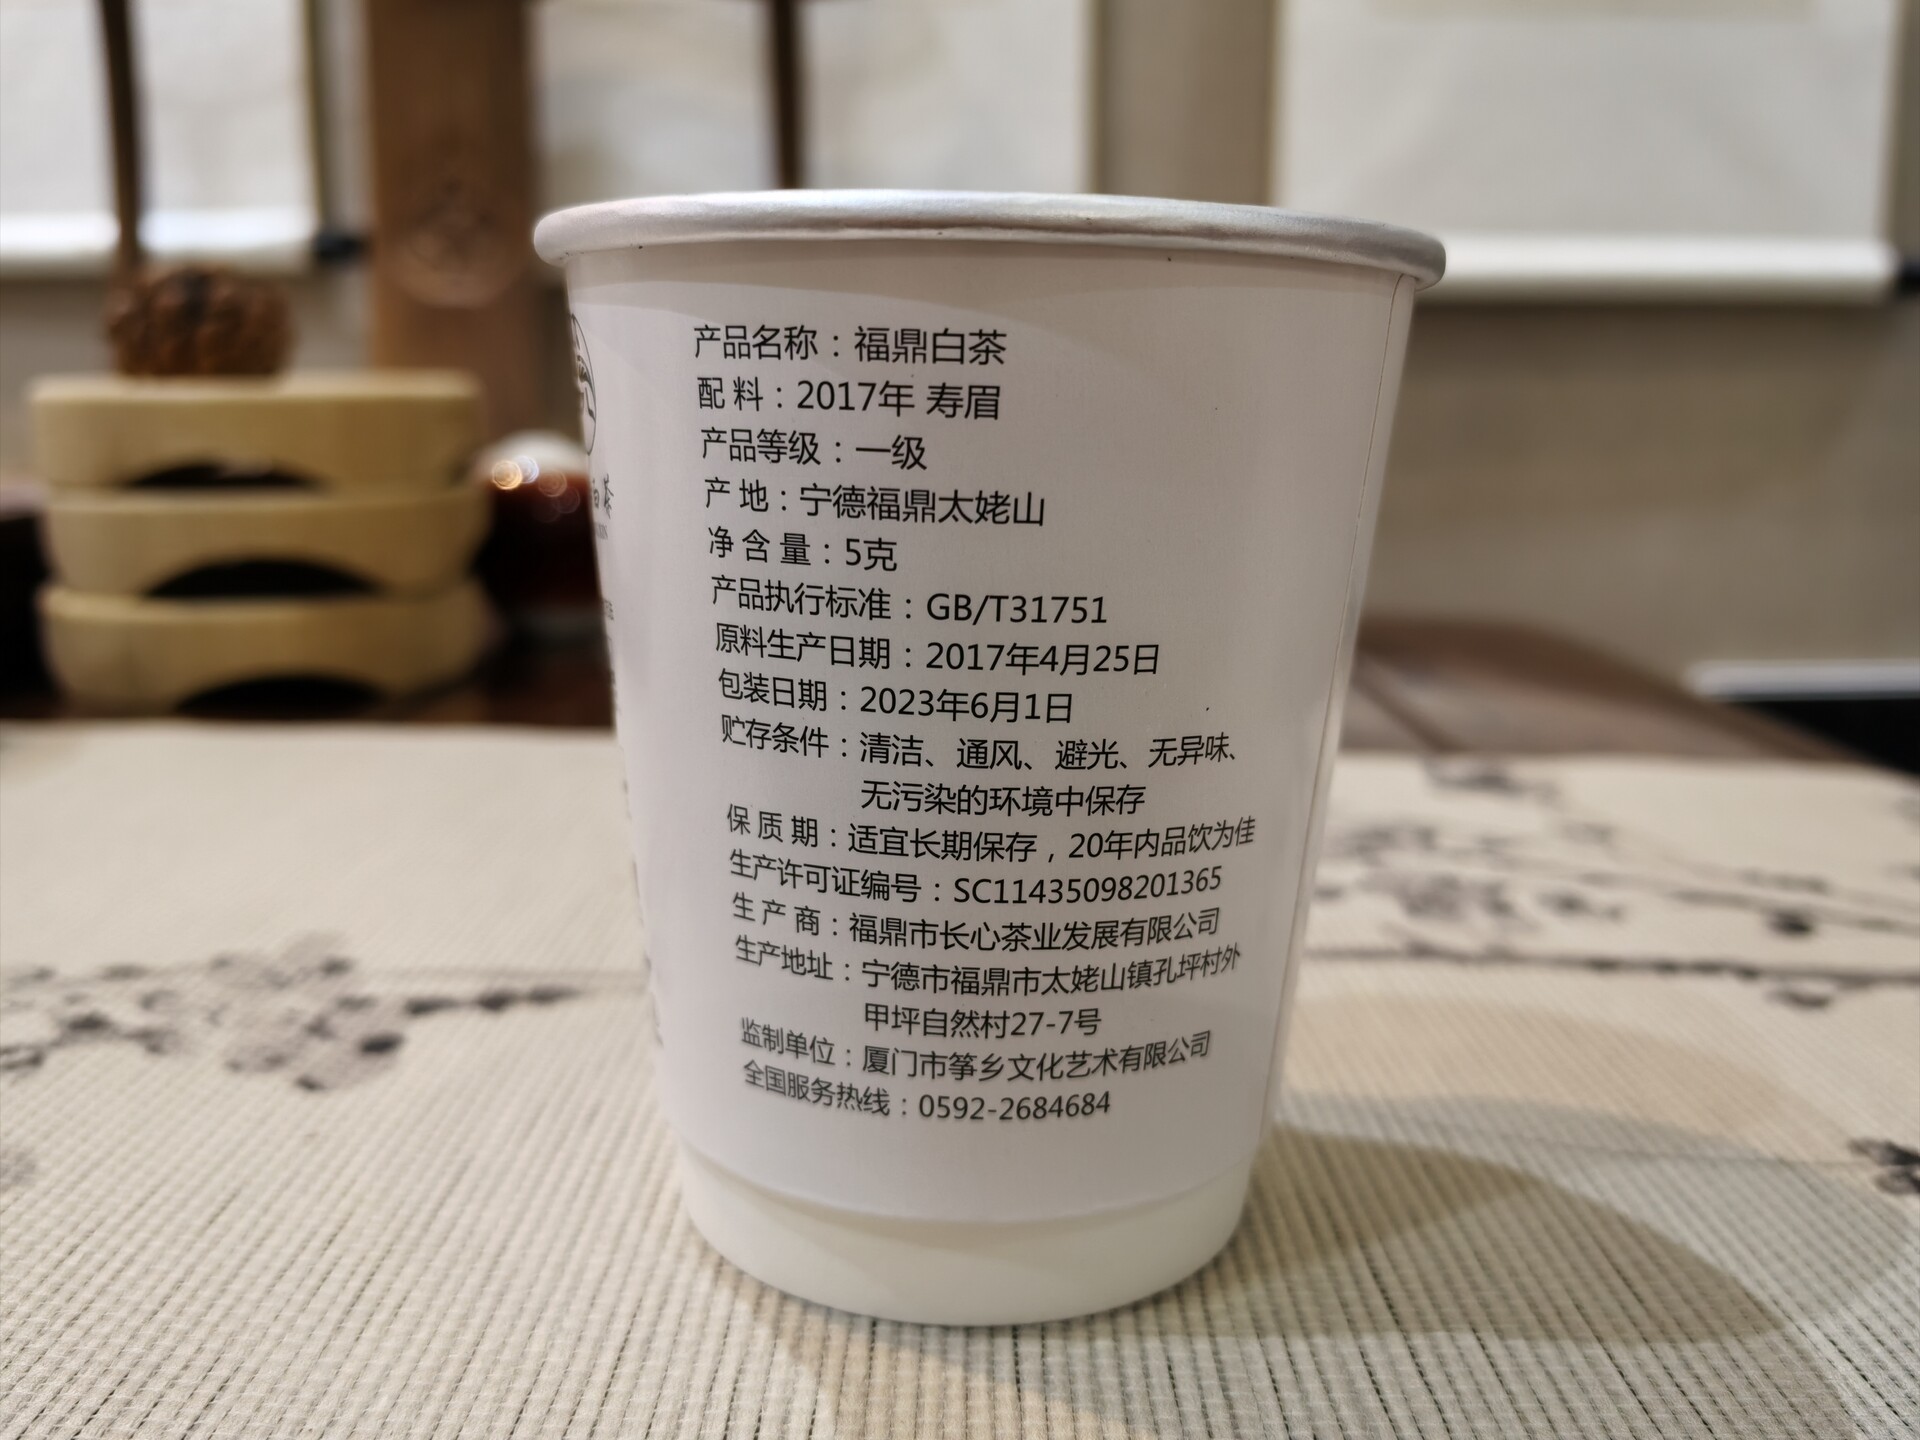 产品名称：福鼎白茶
配 料：2017年 寿眉
产品等级：一级
产 地：宁德福鼎太姥山
净 含 量：5克
产品执行标准：GB/T31751
原料生产日期：2017年4月25日
包装日期：2023年6月1日
贮存条件：清洁、通风、避光、无异味、
无污染的环境中保存
保 质 期：适宜长期保存，20年内品饮为佳
生产许可证编号：SC11435098201365
生 产 商：福鼎市长心茶业发展有限公司
生产地址：宁德市福鼎市太姥山镇孔坪村外
甲坪自然村27-7号
监制单位：厦门市筝乡文化艺术有限公司
全国服务热线：0592-2684684
白茶